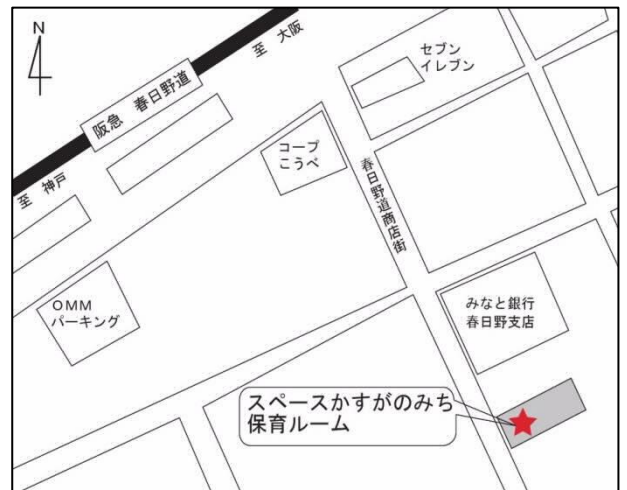 N
至 大阪
阪急 春日野道
至 神戸
セブン
イレブン
コープ
こうべ
春日野道商店街
OMM
パーキング
みなと銀行
春日野支店
スペースかすがのみち
保育ルーム